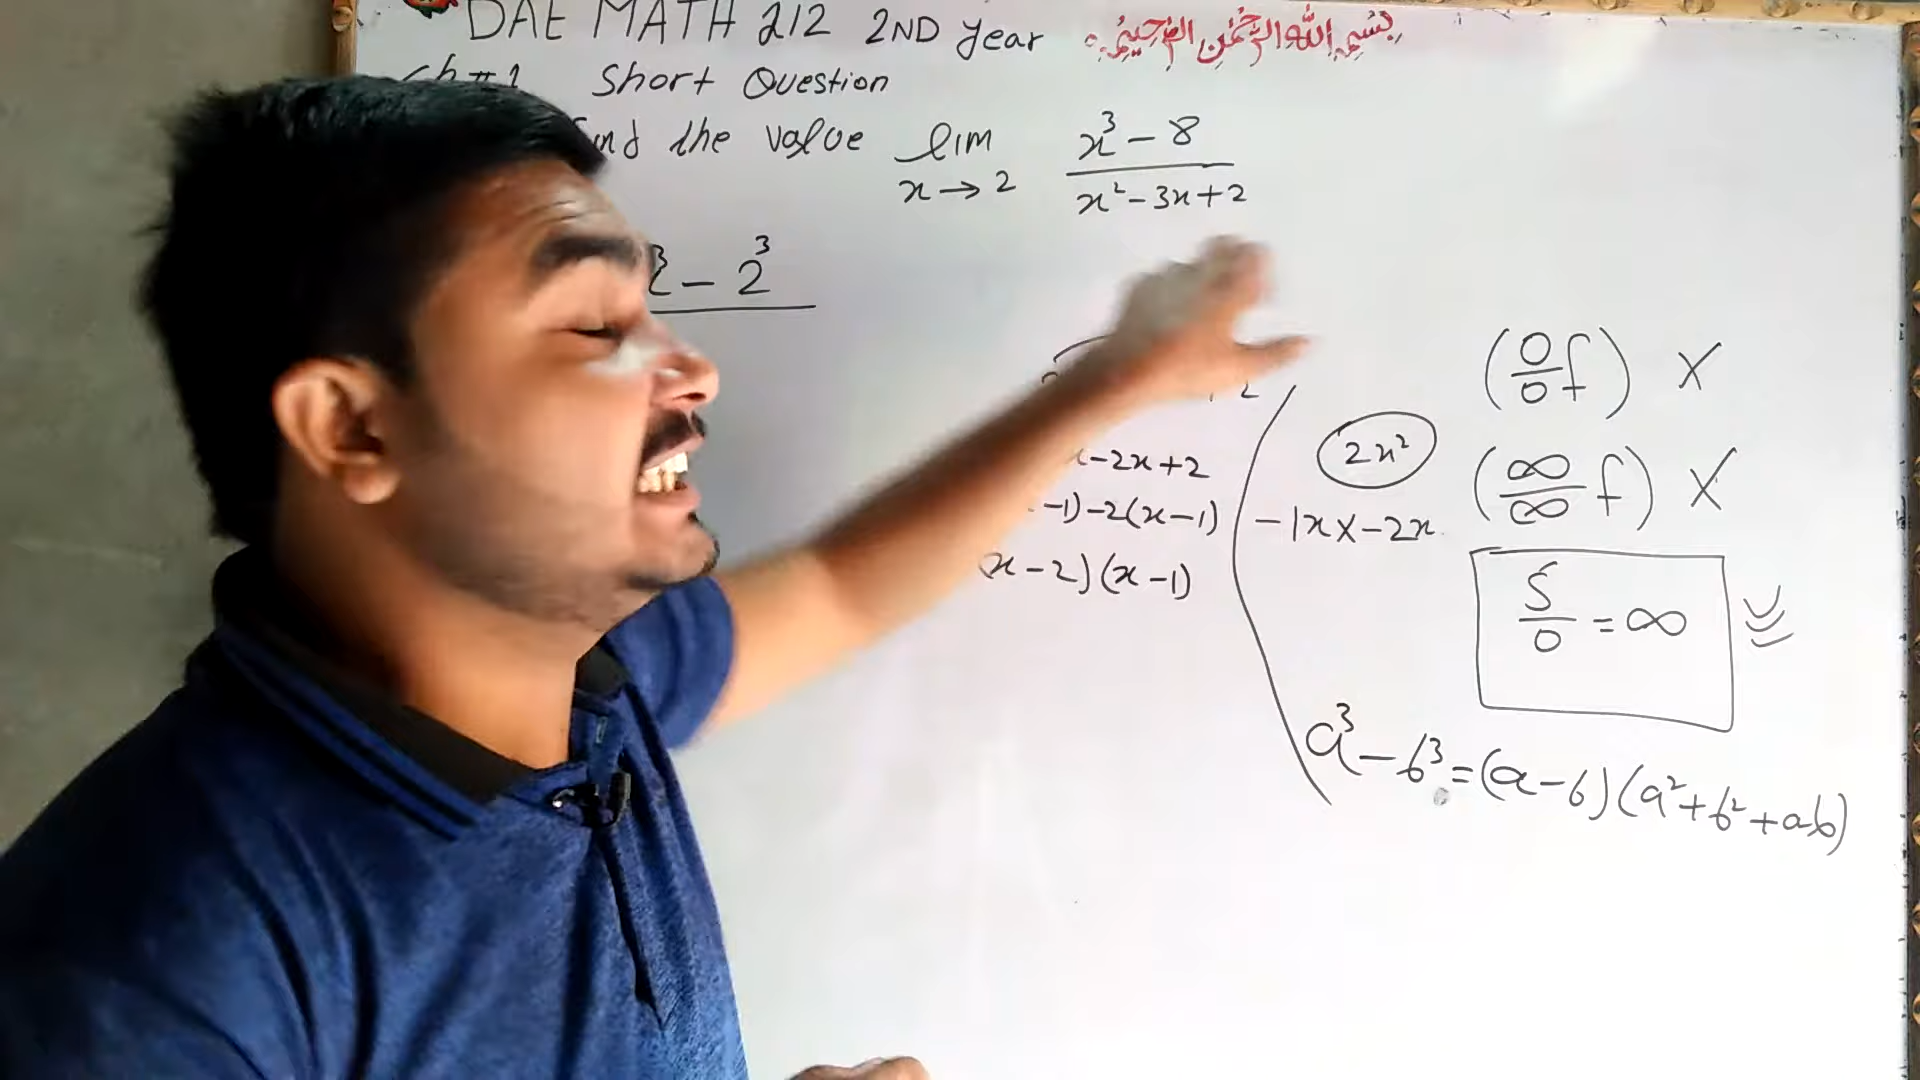 DAE MATH 212 2ND year بسم الله الرحمن الرحيم
Ch # 1 Short Question
the value lim x→2 (x³ - 8)/(x² - 3x + 2)
- 2³
(0/0 f) ×
2x²
(∞/∞ f) ×
-2x + 2
-1) - 2(x - 1)
-1x × -2x
(x - 2)(x - 1)
5/0 = ∞
a³ - b³ = (a - b)(a² + b² + ab)